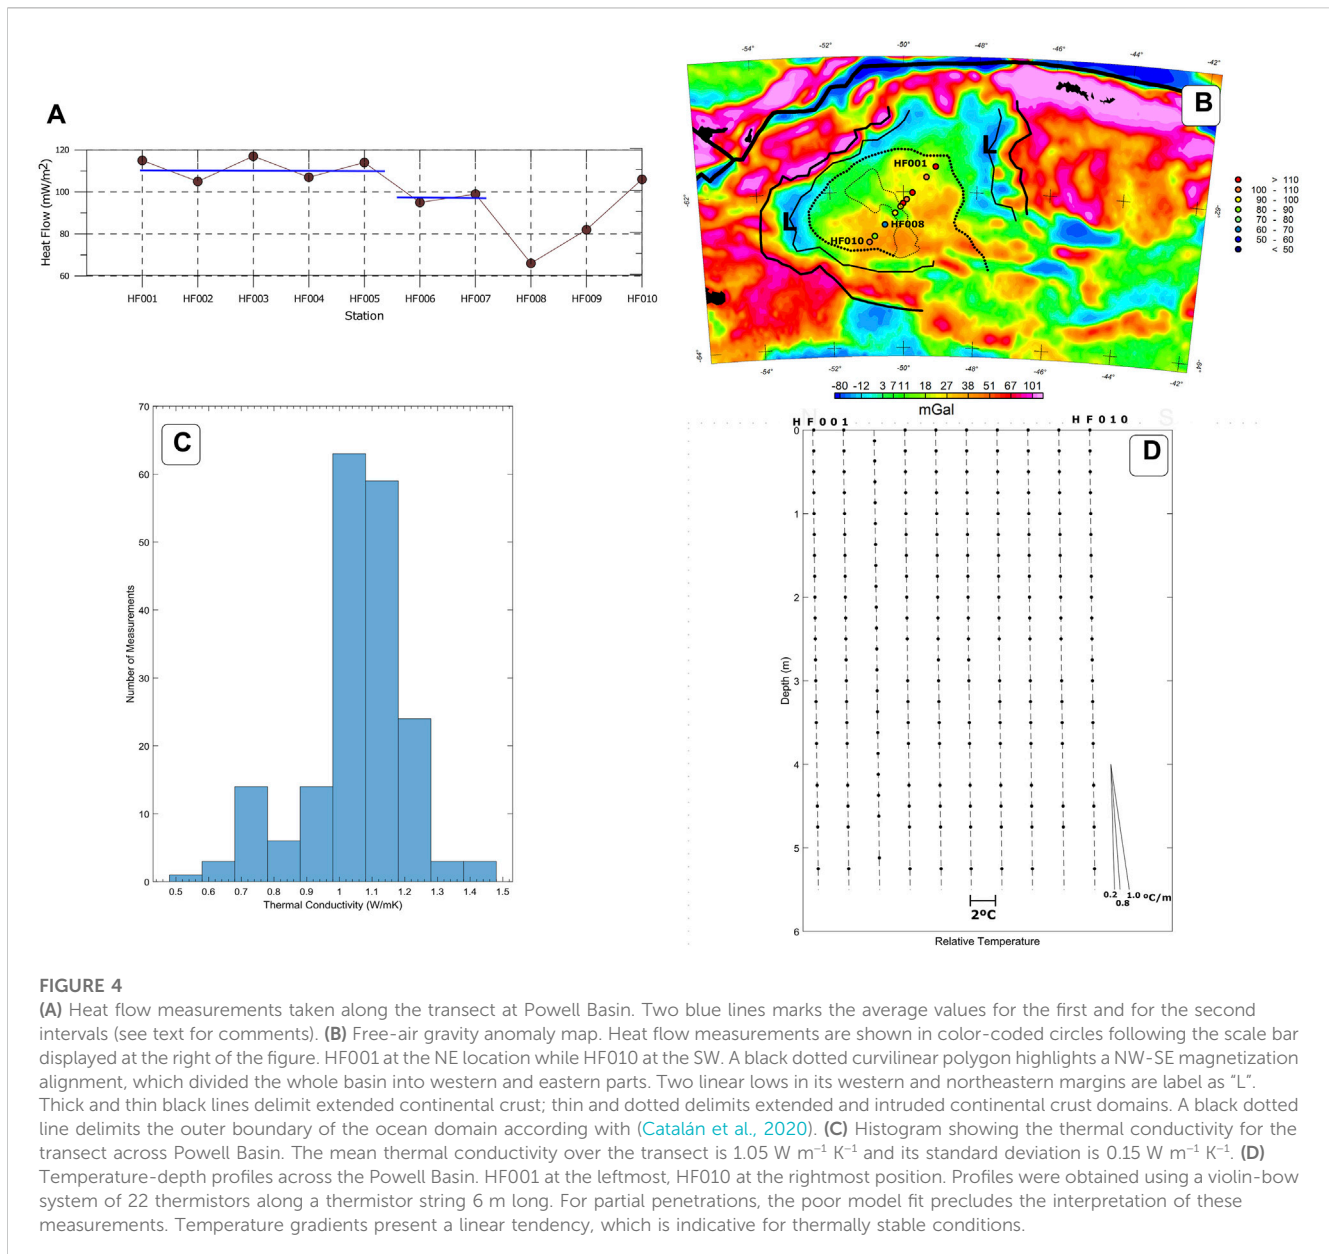 A
120
100
80
60
Heat Flow (mW/m2)
HF001 HF002 HF003 HF004 HF005 HF006 HF007 HF008 HF009 HF010
Station
B
-54° -52° -50° -48° -46° -44° -42°
-62° -62°
-64° -64°
-54° -52° -50° -48° -46° -44° -42°
HF001
HF008
HF010
L
L
> 110
100 - 110
90 - 100
80 - 90
70 - 80
60 - 70
50 - 60
< 50
-80 -12 3 7 11 18 27 38 51 67 101
mGal
C
70
60
50
40
30
20
10
0
Number of Measurements
0.5 0.6 0.7 0.8 0.9 1 1.1 1.2 1.3 1.4 1.5
Thermal Conductivity (W/mK)
N S
HF001 HF010
D
0
1
2
3
4
5
6
Depth (m)
0.2 1.0 ºC/m
0.8
2ºC
Relative Temperature
FIGURE 4
(A) Heat flow measurements taken along the transect at Powell Basin. Two blue lines marks the average values for the first and for the second
intervals (see text for comments). (B) Free-air gravity anomaly map. Heat flow measurements are shown in color-coded circles following the scale bar
displayed at the right of the figure. HF001 at the NE location while HF010 at the SW. A black dotted curvilinear polygon highlights a NW-SE magnetization
alignment, which divided the whole basin into western and eastern parts. Two linear lows in its western and northeastern margins are label as “L”.
Thick and thin black lines delimit extended continental crust; thin and dotted delimits extended and intruded continental crust domains. A black dotted
line delimits the outer boundary of the ocean domain according with (Catalán et al., 2020). (C) Histogram showing the thermal conductivity for the
transect across Powell Basin. The mean thermal conductivity over the transect is 1.05 W m⁻¹ K⁻¹ and its standard deviation is 0.15 W m⁻¹ K⁻¹. (D)
Temperature-depth profiles across the Powell Basin. HF001 at the leftmost, HF010 at the rightmost position. Profiles were obtained using a violin-bow
system of 22 thermistors along a thermistor string 6 m long. For partial penetrations, the poor model fit precludes the interpretation of these
measurements. Temperature gradients present a linear tendency, which is indicative for thermally stable conditions.